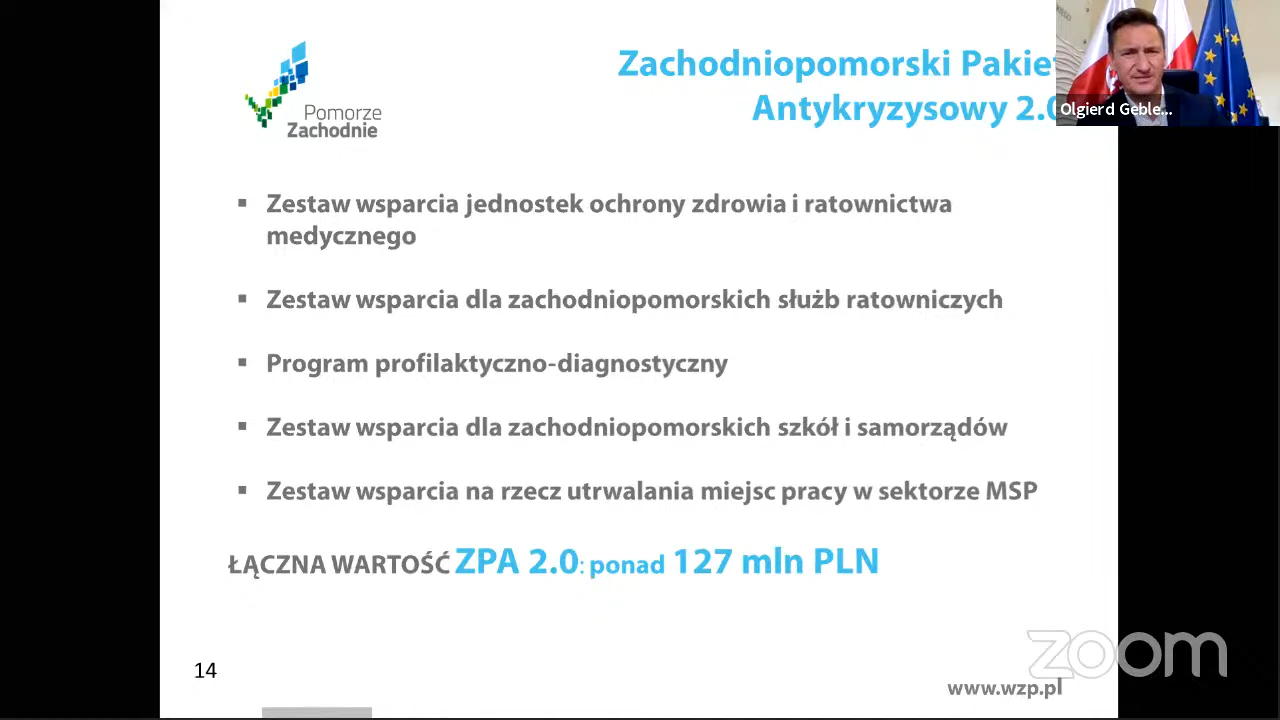 Pomorze
Zachodnie
Zachodniopomorski Pakiet
Antykryzysowy 2.0
Olgierd Geble...
▪ Zestaw wsparcia jednostek ochrony zdrowia i ratownictwa
medycznego
▪ Zestaw wsparcia dla zachodniopomorskich służb ratowniczych
▪ Program profilaktyczno-diagnostyczny
▪ Zestaw wsparcia dla zachodniopomorskich szkół i samorządów
▪ Zestaw wsparcia na rzecz utrwalania miejsc pracy w sektorze MSP
ŁĄCZNA WARTOŚĆ ZPA 2.0: ponad 127 mln PLN
zoom
14
www.wzp.pl